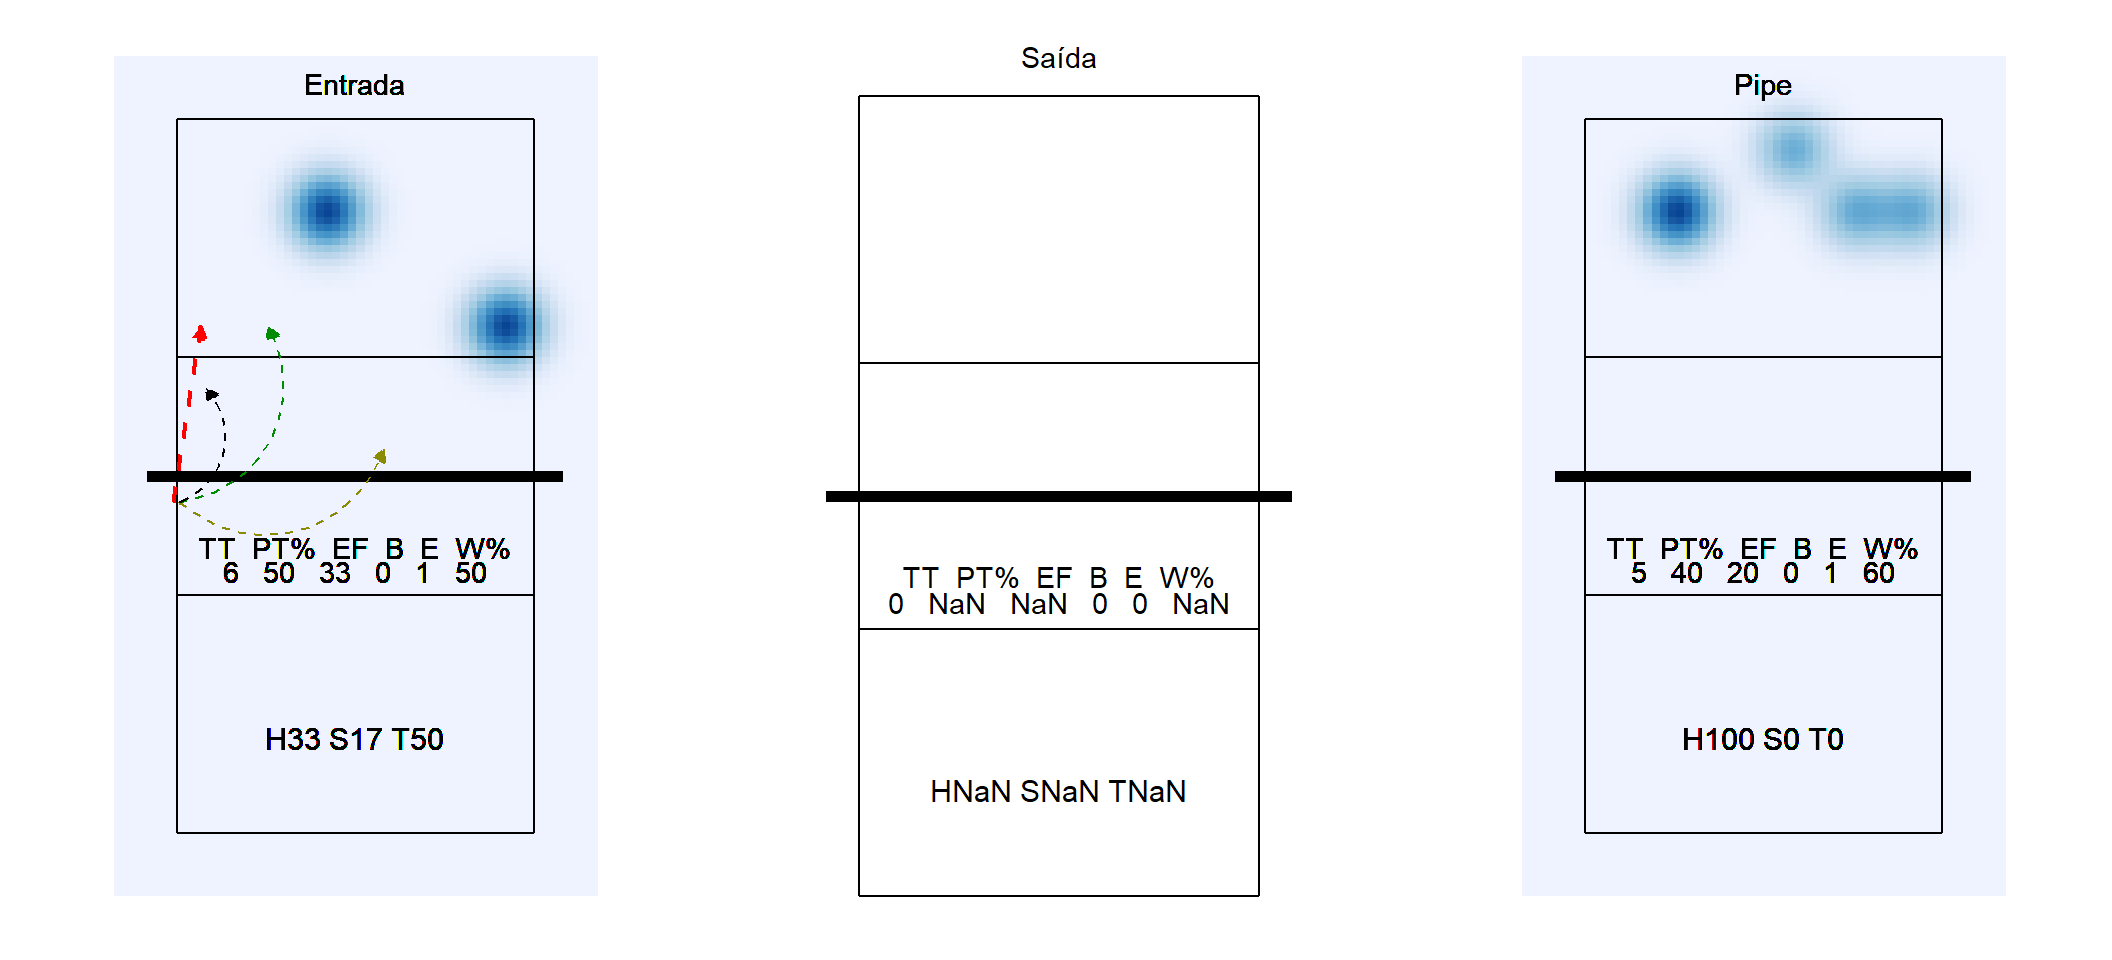 Entrada
TT PT% EF B E W%
6 50 33 0 1 50
H33 S17 T50
Saída
TT PT% EF B E W%
0 NaN NaN 0 0 NaN
HNaN SNaN TNaN
Pipe
TT PT% EF B E W%
5 40 20 0 1 60
H100 S0 T0